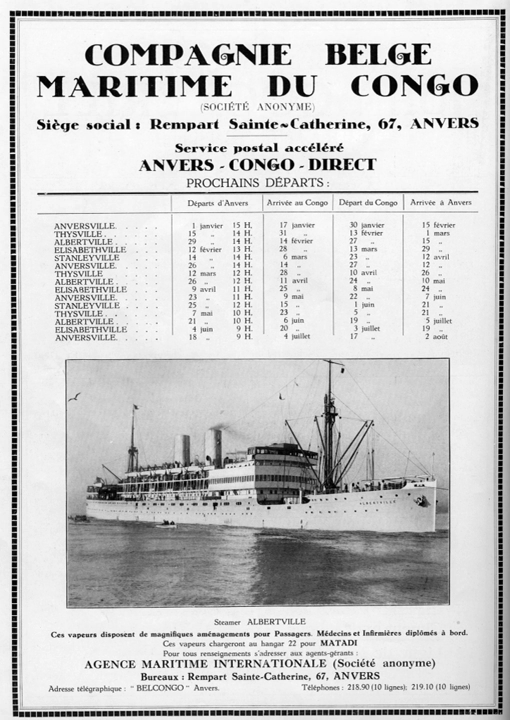 COMPAGNIE BELGE
MARITIME DU CONGO
(SOCIÉTÉ ANONYME)
Siège social : Rempart Sainte-Catherine, 67, ANVERS
Service postal accéléré
ANVERS - CONGO - DIRECT
PROCHAINS DÉPARTS :
Départs d'Anvers Arrivée au Congo Départ du Congo Arrivée à Anvers
ANVERSVILLE. . . . . 1 janvier 15 H. 17 janvier 30 janvier 15 février
THYSVILLE. . . . . 15 „ 14 H. 31 „ 13 février 1 mars
ALBERTVILLE. . . . . 29 „ 14 H. 14 février 27 „ 15 „
ELISABETHVILLE . . . . 12 février 13 H. 28 „ 13 mars 29 „
STANLEYVILLE . . . . 14 „ 14 H. 6 mars 23 „ 12 avril
ANVERSVILLE. . . . . 26 „ 14 H. 14 „ 27 „ 12 „
THYSVILLE . . . . . 12 mars 12 H. 28 „ 10 avril 26 „
ALBERTVILLE . . . . . 26 „ 12 H. 11 avril 24 „ 10 mai
ELISABETHVILLE . . . . 9 avril 11 H. 25 „ 8 mai 24 „
ANVERSVILLE. . . . . 23 „ 11 H. 9 mai 22 „ 7 juin
STANLEYVILLE . . . . 25 „ 12 H. 15 „ 1 juin 21 „
THYSVILLE. . . . . 7 mai 10 H. 23 „ 5 „ 21 „
ALBERTVILLE . . . . . 21 „ 10 H. 6 juin 19 „ 5 juillet
ELISABETHVILLE . . . . 4 juin 9 H. 20 „ 3 juillet 19 „
ANVERSVILLE. . . . . 18 „ 9 H. 4 juillet 17 „ 2 août
ALBERTVILLE
Steamer ALBERTVILLE
Ces vapeurs disposent de magnifiques aménagements pour Passagers. Médecins et Infirmières diplômés à bord.
Ces vapeurs chargeront au hangar 22 pour MATADI
Pour tous renseignements s'adresser aux agents-gérants :
AGENCE MARITIME INTERNATIONALE (Société anonyme)
Bureaux : Rempart Sainte-Catherine, 67, ANVERS
Adresse télégraphique : " BELCONGO " Anvers. Téléphones : 218.90 (10 lignes); 219.10 (10 lignes)